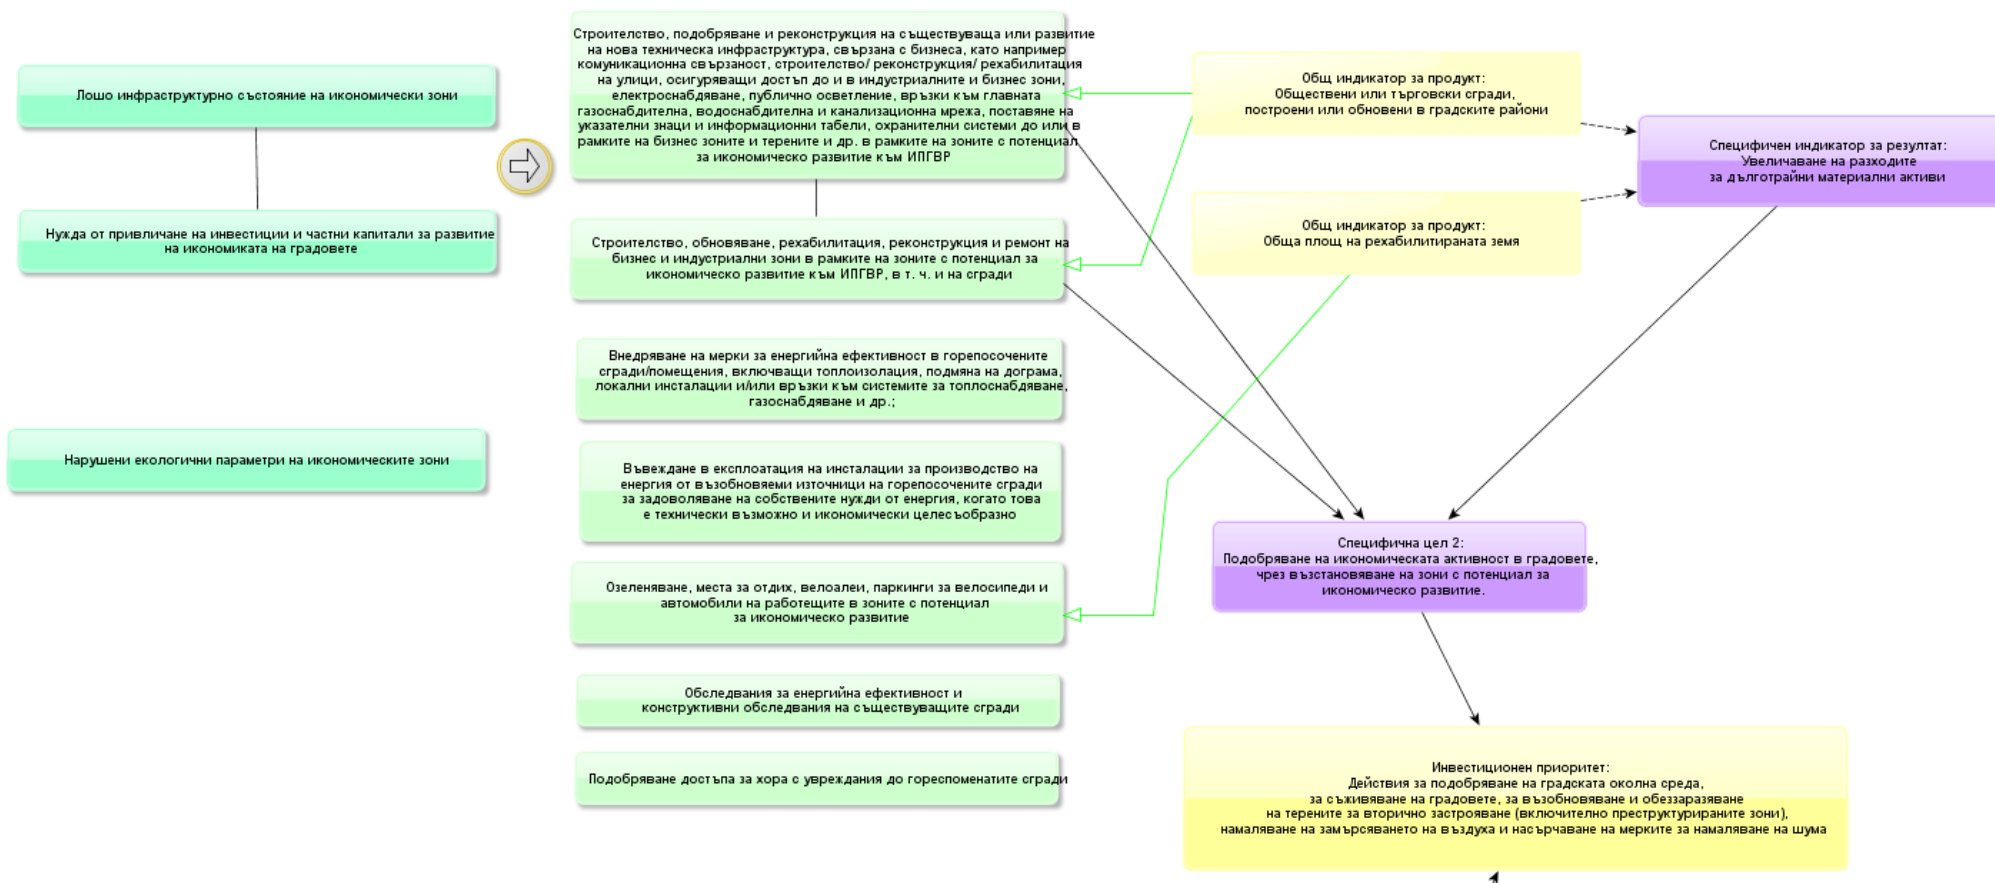 Лошо инфраструктурно състояние на икономически зони
Нужда от привличане на инвестиции и частни капитали за развитие
на икономиката на градовете
Нарушени екологични параметри на икономическите зони
Строителство, подобряване и реконструкция на съществуваща или развитие
на нова техническа инфраструктура, свързана с бизнеса, като например
комуникационна свързаност, строителство/ реконструкция/ рехабилитация
на улици, осигуряващи достъп до и в индустриалните и бизнес зони,
електроснабдяване, публично осветление, връзки към главната
газоснабдителна, водоснабдителна и канализационна мрежа, поставяне на
указателни знаци и информационни табели, охранителни системи до или в
рамките на бизнес зоните и терените и др. в рамките на зоните с потенциал
за икономическо развитие към ИПГВР
Строителство, обновяване, рехабилитация, реконструкция и ремонт на
бизнес и индустриални зони в рамките на зоните с потенциал за
икономическо развитие към ИПГВР, в т. ч. и на сгради
Внедряване на мерки за енергийна ефективност в горепосочените
сгради/помещения, включващи топлоизолация, подмяна на дограма,
локални инсталации и/или връзки към системите за топлоснабдяване,
газоснабдяване и др.;
Въвеждане в експлоатация на инсталации за производство на
енергия от възобновяеми източници на горепосочените сгради
за задоволяване на собствените нужди от енергия, когато това
е технически възможно и икономически целесъобразно
Озеленяване, места за отдих, велоалеи, паркинги за велосипеди и
автомобили на работещите в зоните с потенциал
за икономическо развитие
Обследвания за енергийна ефективност и
конструктивни обследвания на съществуващите сгради
Подобряване достъпа за хора с увреждания до гореспоменатите сгради
Общ индикатор за продукт:
Обществени или търговски сгради,
построени или обновени в градските райони
Общ индикатор за продукт:
Обща площ на рехабилитираната земя
Специфичен индикатор за резултат:
Увеличаване на разходите
за дълготрайни материални активи
Специфична цел 2:
Подобряване на икономическата активност в градовете,
чрез възстановяване на зони с потенциал за
икономическо развитие.
Инвестиционен приоритет:
Действия за подобряване на градската околна среда,
за съживяване на градовете, за възобновяване и обеззаразяване
на терените за вторично застрояване (включително преструктурираните зони),
намаляване на замърсяването на въздуха и насърчаване на мерките за намаляване на шума